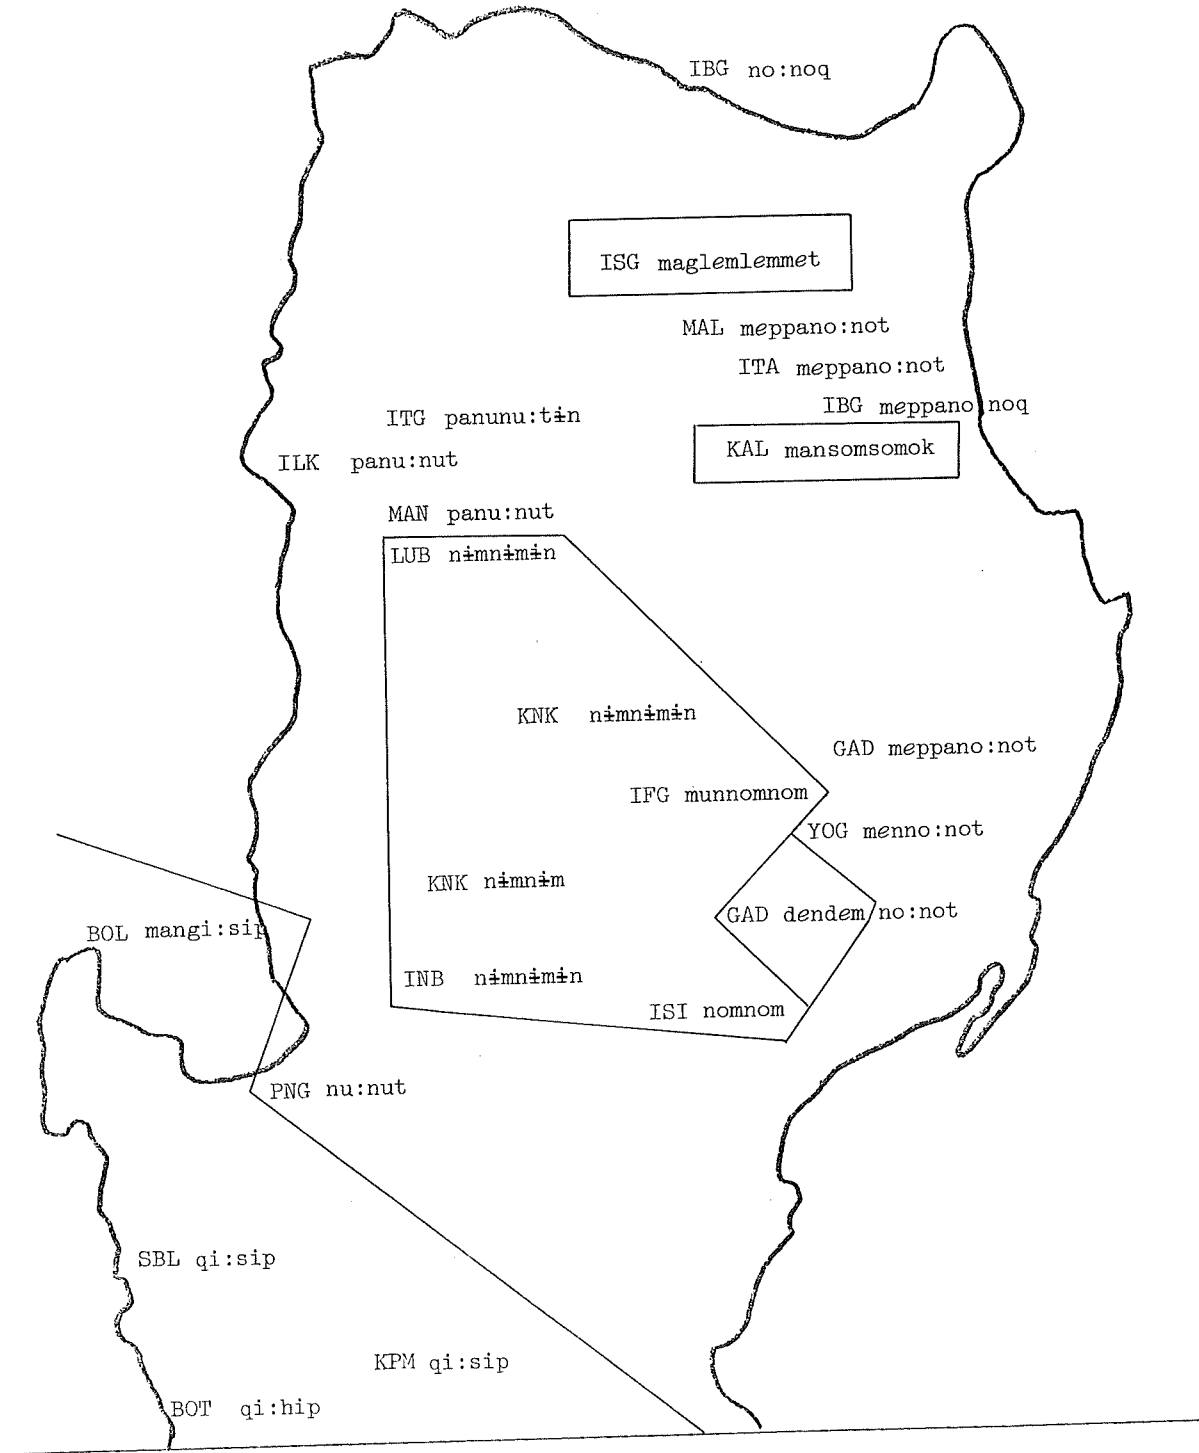 IBG no:noq
ISG maglemlemmet
MAL meppano:not
ITA meppano:not
IBG meppano noq
ITG panunu:tɨn
KAL mansomsomok
ILK panu:nut
MAN panu:nut
LUB nɨmnɨmɨn
KNK nɨmnɨmɨn
GAD meppano:not
IFG munnomnom
YOG menno:not
KNK nɨmnɨm
GAD dendem/no:not
BOL mangi:sip
INB nɨmnɨmɨn
ISI nomnom
PNG nu:nut
SBL qi:sip
KPM qi:sip
BOT qi:hip